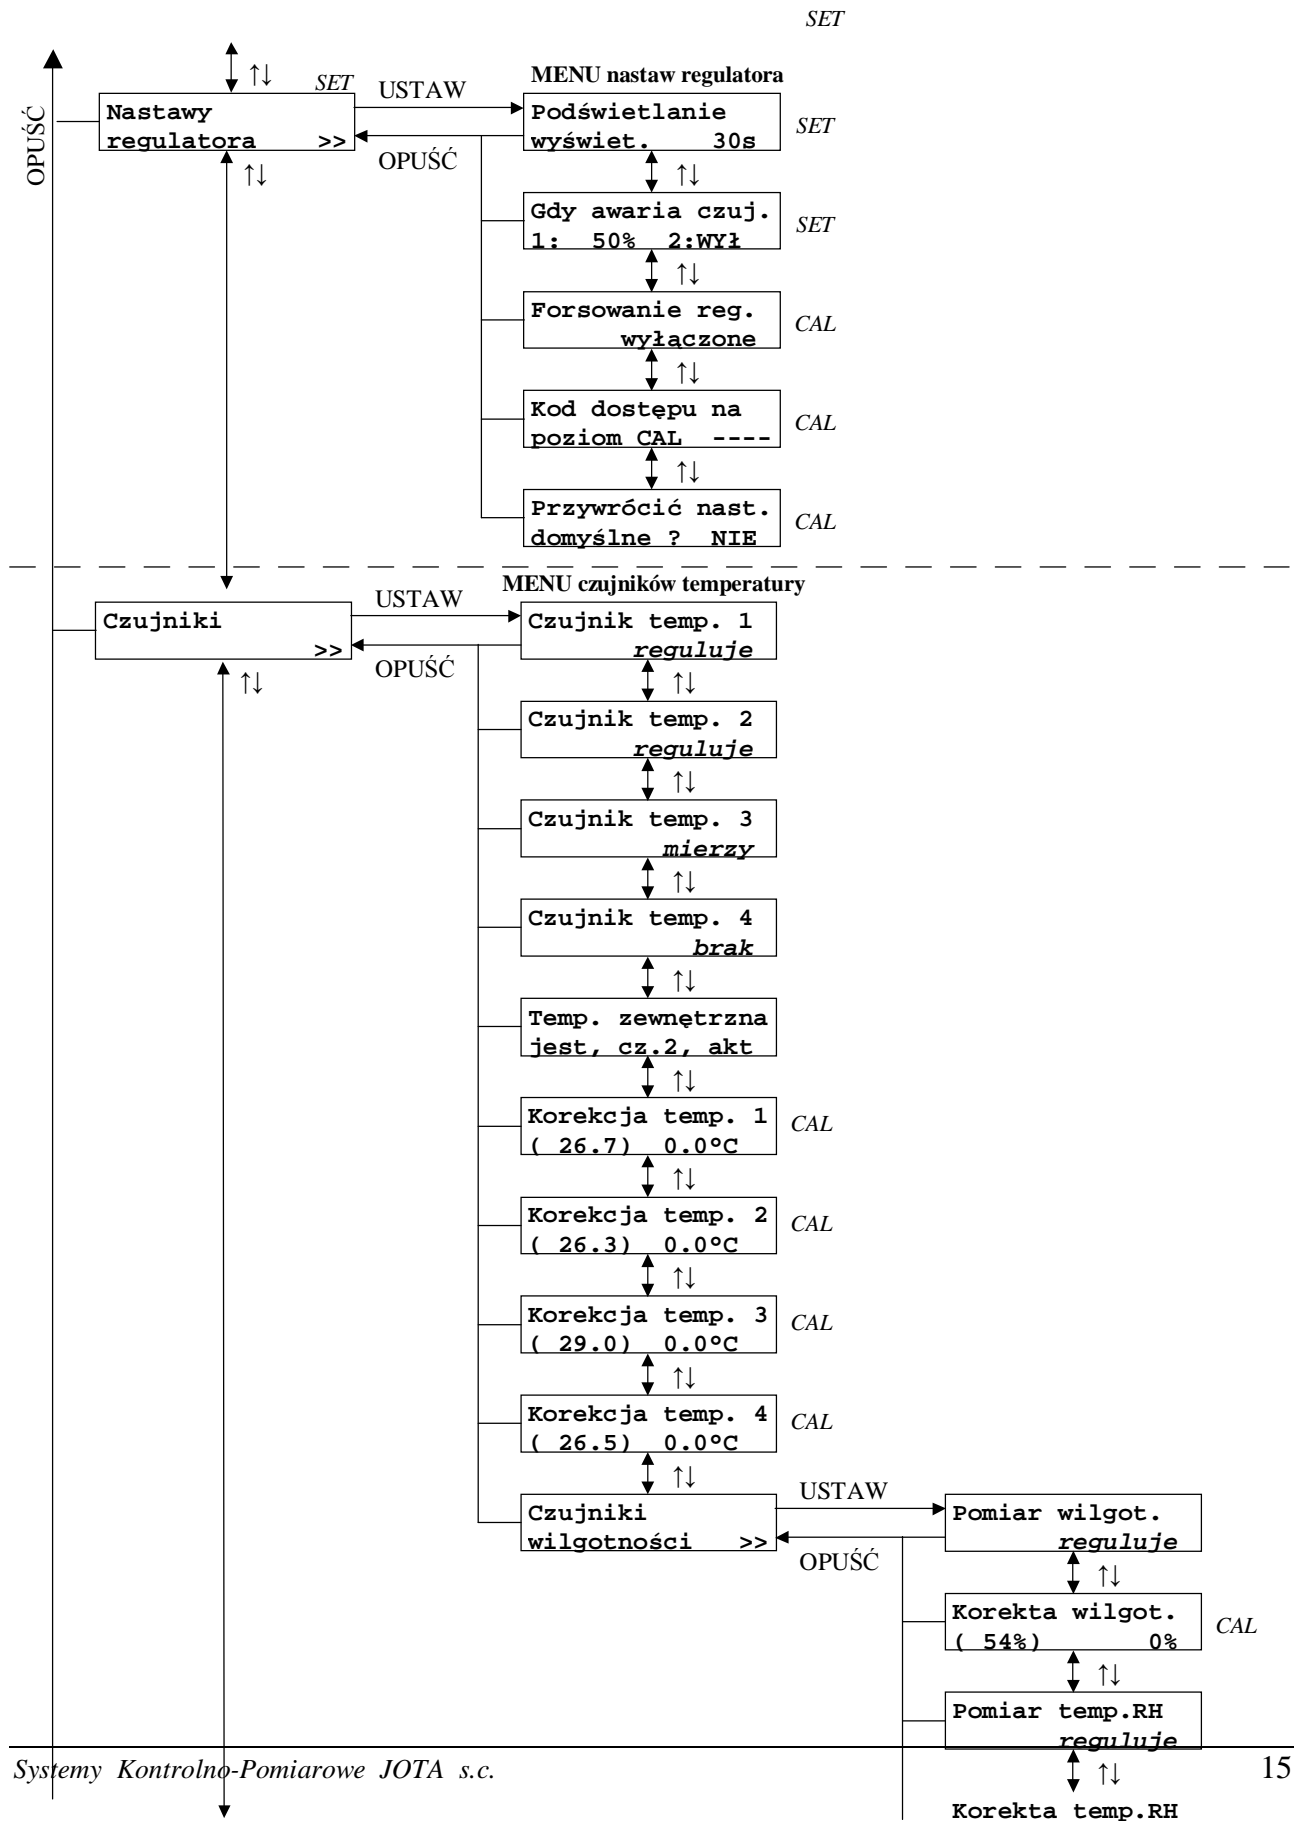 SET
↑↓
SET
USTAW
MENU nastaw regulatora
OPUŚĆ
Nastawy
regulatora >>
OPUŚĆ
↑↓
Podświetlanie
wyświet. 30s
SET
↑↓
Gdy awaria czuj.
1: 50% 2:WYŁ
SET
↑↓
Forsowanie reg.
wyłączone
CAL
↑↓
Kod dostępu na
poziom CAL ----
CAL
↑↓
Przywrócić nast.
domyślne ? NIE
CAL
MENU czujników temperatury
USTAW
Czujniki
>>
OPUŚĆ
↑↓
Czujnik temp. 1
reguluje
↑↓
Czujnik temp. 2
reguluje
↑↓
Czujnik temp. 3
mierzy
↑↓
Czujnik temp. 4
brak
↑↓
Temp. zewnętrzna
jest, cz.2, akt
↑↓
Korekcja temp. 1
( 26.7) 0.0°C
CAL
↑↓
Korekcja temp. 2
( 26.3) 0.0°C
CAL
↑↓
Korekcja temp. 3
( 29.0) 0.0°C
CAL
↑↓
Korekcja temp. 4
( 26.5) 0.0°C
CAL
↑↓
Czujniki
wilgotności >>
USTAW
OPUŚĆ
Pomiar wilgot.
reguluje
↑↓
Korekta wilgot.
( 54%) 0%
CAL
↑↓
Pomiar temp.RH
reguluje
↑↓
Korekta temp.RH
Systemy Kontrolno-Pomiarowe JOTA s.c. 15